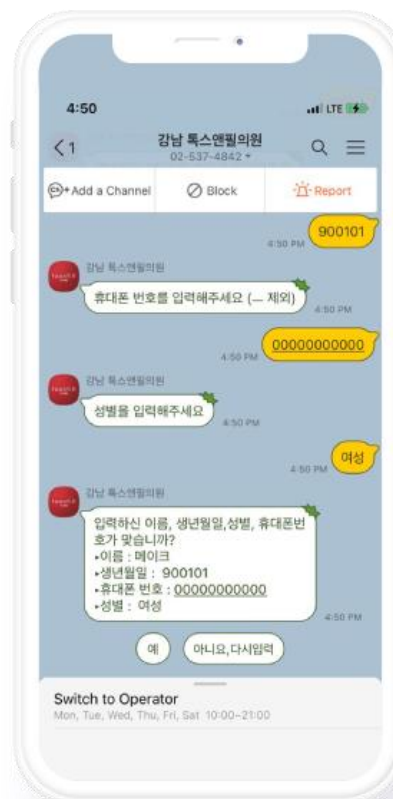 4:50
LTE
<1
강남 톡스앤필의원
02-537-4842
Ch+ Add a Channel
Block
Report
900101
4:50 PM
강남 톡스앤필의원
휴대폰 번호를 입력해주세요 (— 제외)
4:50 PM
00000000000
4:50 PM
강남 톡스앤필의원
성별을 입력해주세요
4:50 PM
여성
4:50 PM
강남 톡스앤필의원
입력하신 이름, 생년월일,성별, 휴대폰번
호가 맞습니까?
▸이름 : 메이크
▸생년월일 : 900101
▸휴대폰 번호 : 00000000000
▸성별 : 여성
4:50 PM
예
아니요,다시입력
Switch to Operator
Mon, Tue, Wed, Thu, Fri, Sat 10:00~21:00